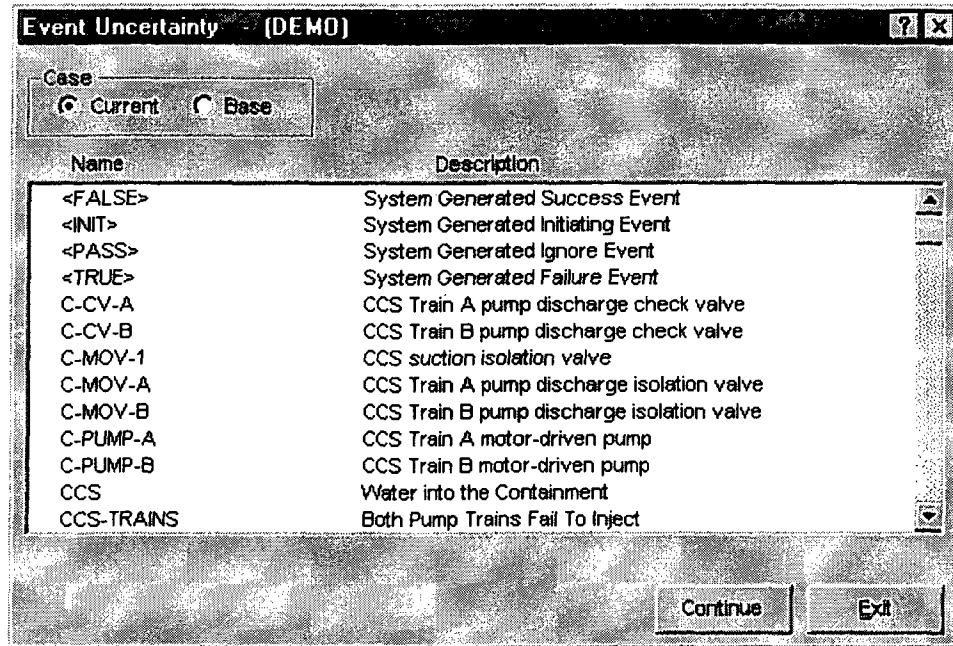 Event Uncertainty - (DEMO)
Case
Current Base
Name Description
<FALSE> System Generated Success Event
<INIT> System Generated Initiating Event
<PASS> System Generated Ignore Event
<TRUE> System Generated Failure Event
C-CV-A CCS Train A pump discharge check valve
C-CV-B CCS Train B pump discharge check valve
C-MOV-1 CCS suction isolation valve
C-MOV-A CCS Train A pump discharge isolation valve
C-MOV-B CCS Train B pump discharge isolation valve
C-PUMP-A CCS Train A motor-driven pump
C-PUMP-B CCS Train B motor-driven pump
CCS Water into the Containment
CCS-TRAINS Both Pump Trains Fail To Inject
Continue Exit